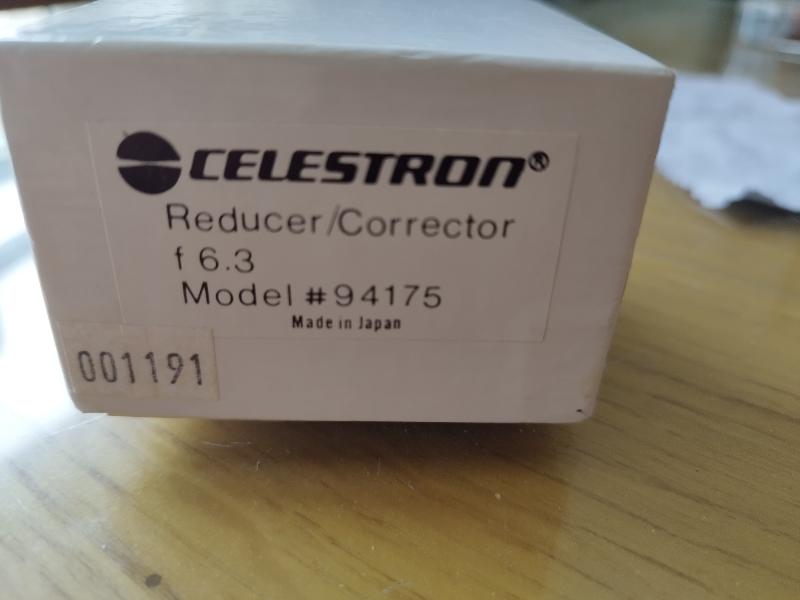 CELESTRON®
Reducer/Corrector
f 6.3
Model #94175
Made in Japan
001191